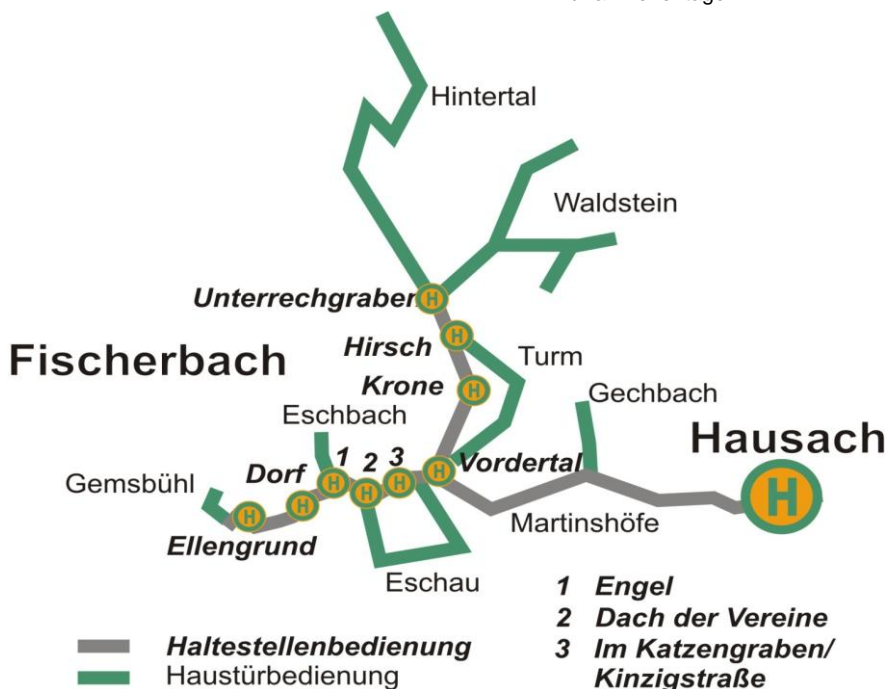 Hintertal
Waldstein
Unterrechgraben
Hirsch
Turm
Fischerbach
Krone
Gechbach
Eschbach
Hausach
1
2
3
Vordertal
Dorf
Gemsbühl
H
H
H
H
H
H
H
H
H
H
Martinshöfe
Ellengrund
Eschau
1 Engel
2 Dach der Vereine
3 Im Katzengraben/
Kinzigstraße
Haltestellenbedienung
Haustürbedienung